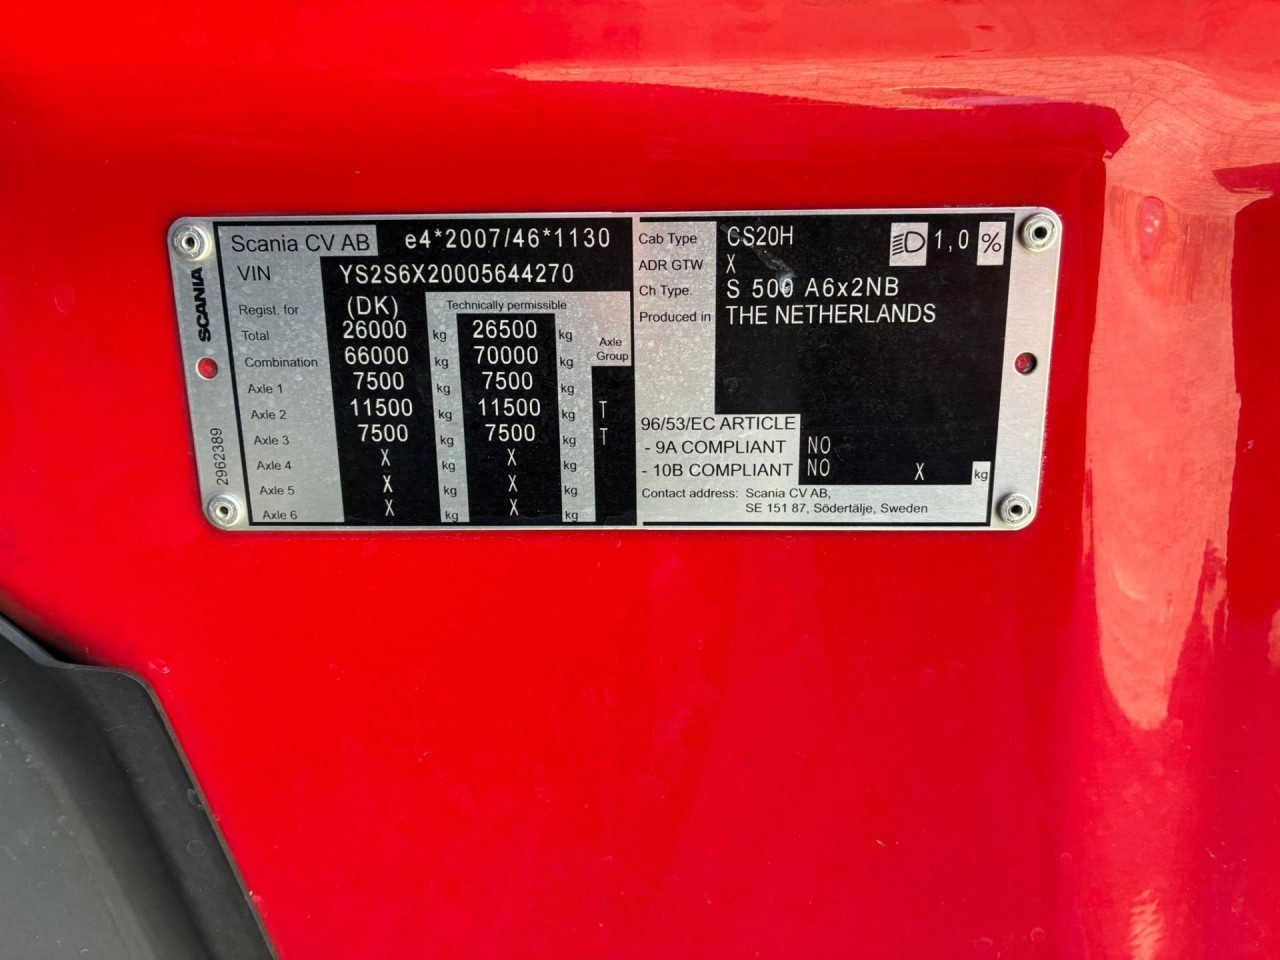 Scania CV AB e4*2007/46*1130
VIN YS2S6X20005644270
Regist. for (DK) Technically permissible
Total 26000 kg 26500 kg
Axle Group
Combination 66000 kg 70000 kg
Axle 1 7500 kg 7500 kg
Axle 2 11500 kg 11500 kg T
Axle 3 7500 kg 7500 kg T
Axle 4 X kg X kg
Axle 5 X kg X kg
Axle 6 X kg X kg
SCANIA
2962389
Cab Type CS20H 1,0 %
ADR GTW X
Ch Type. S 500 A6x2NB
Produced in THE NETHERLANDS
96/53/EC ARTICLE
- 9A COMPLIANT NO
- 10B COMPLIANT NO X kg
Contact address: Scania CV AB,
SE 151 87, Södertälje, Sweden